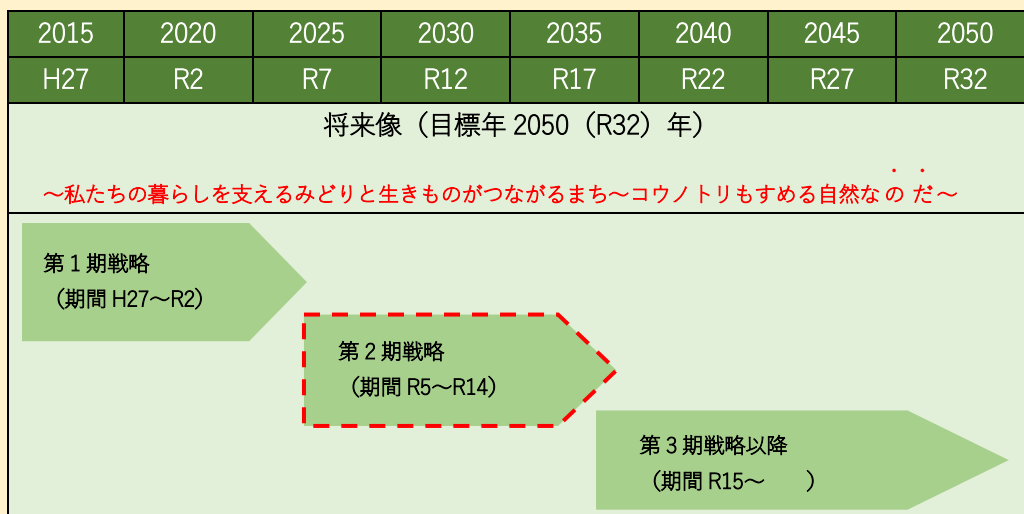 2015 2020 2025 2030 2035 2040 2045 2050
H27 R2 R7 R12 R17 R22 R27 R32
将来像（目標年 2050（R32）年）
～私たちの暮らしを支えるみどりと生きものがつながるまち～コウノトリもすめる自然なのだ～
第 1 期戦略
（期間 H27～R2）
第 2 期戦略
（期間 R5～R14）
第 3 期戦略以降
（期間 R15～　　）